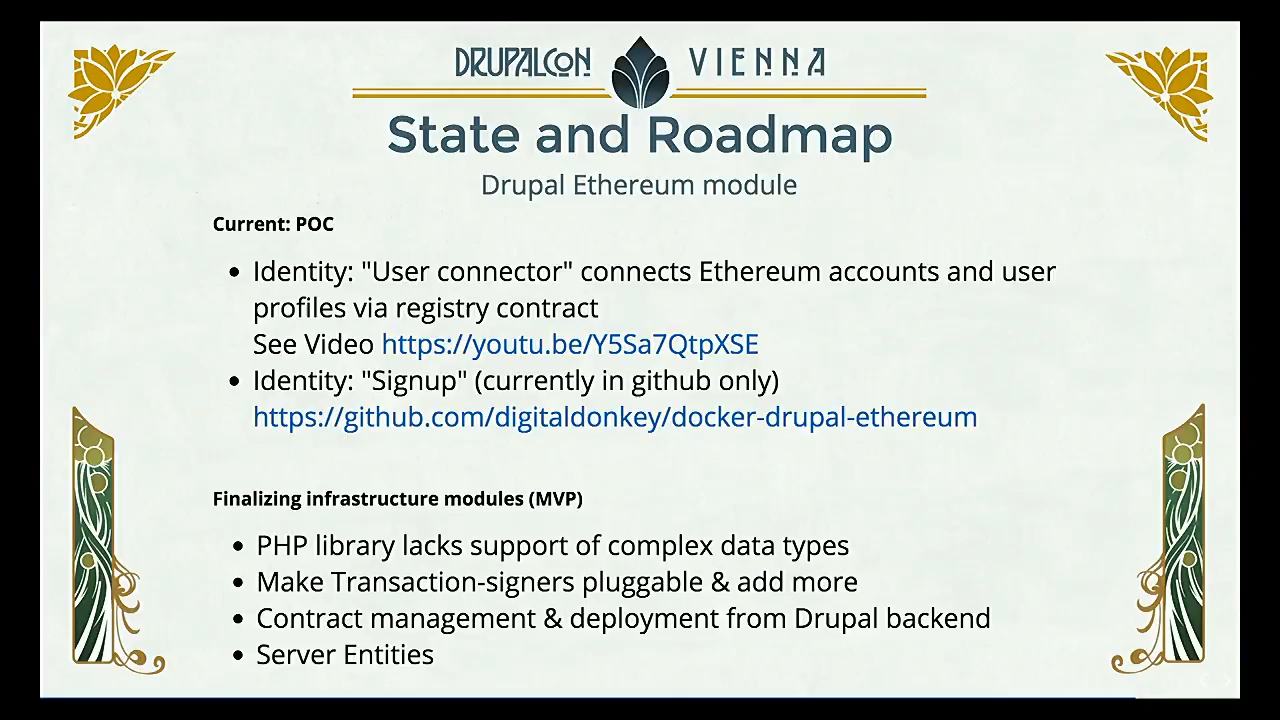 DRUPALCON VIENNA
State and Roadmap
Drupal Ethereum module
Current: POC
• Identity: "User connector" connects Ethereum accounts and user
profiles via registry contract
See Video https://youtu.be/Y5Sa7QtpXSE
• Identity: "Signup" (currently in github only)
https://github.com/digitaldonkey/docker-drupal-ethereum
Finalizing infrastructure modules (MVP)
• PHP library lacks support of complex data types
• Make Transaction-signers pluggable & add more
• Contract management & deployment from Drupal backend
• Server Entities